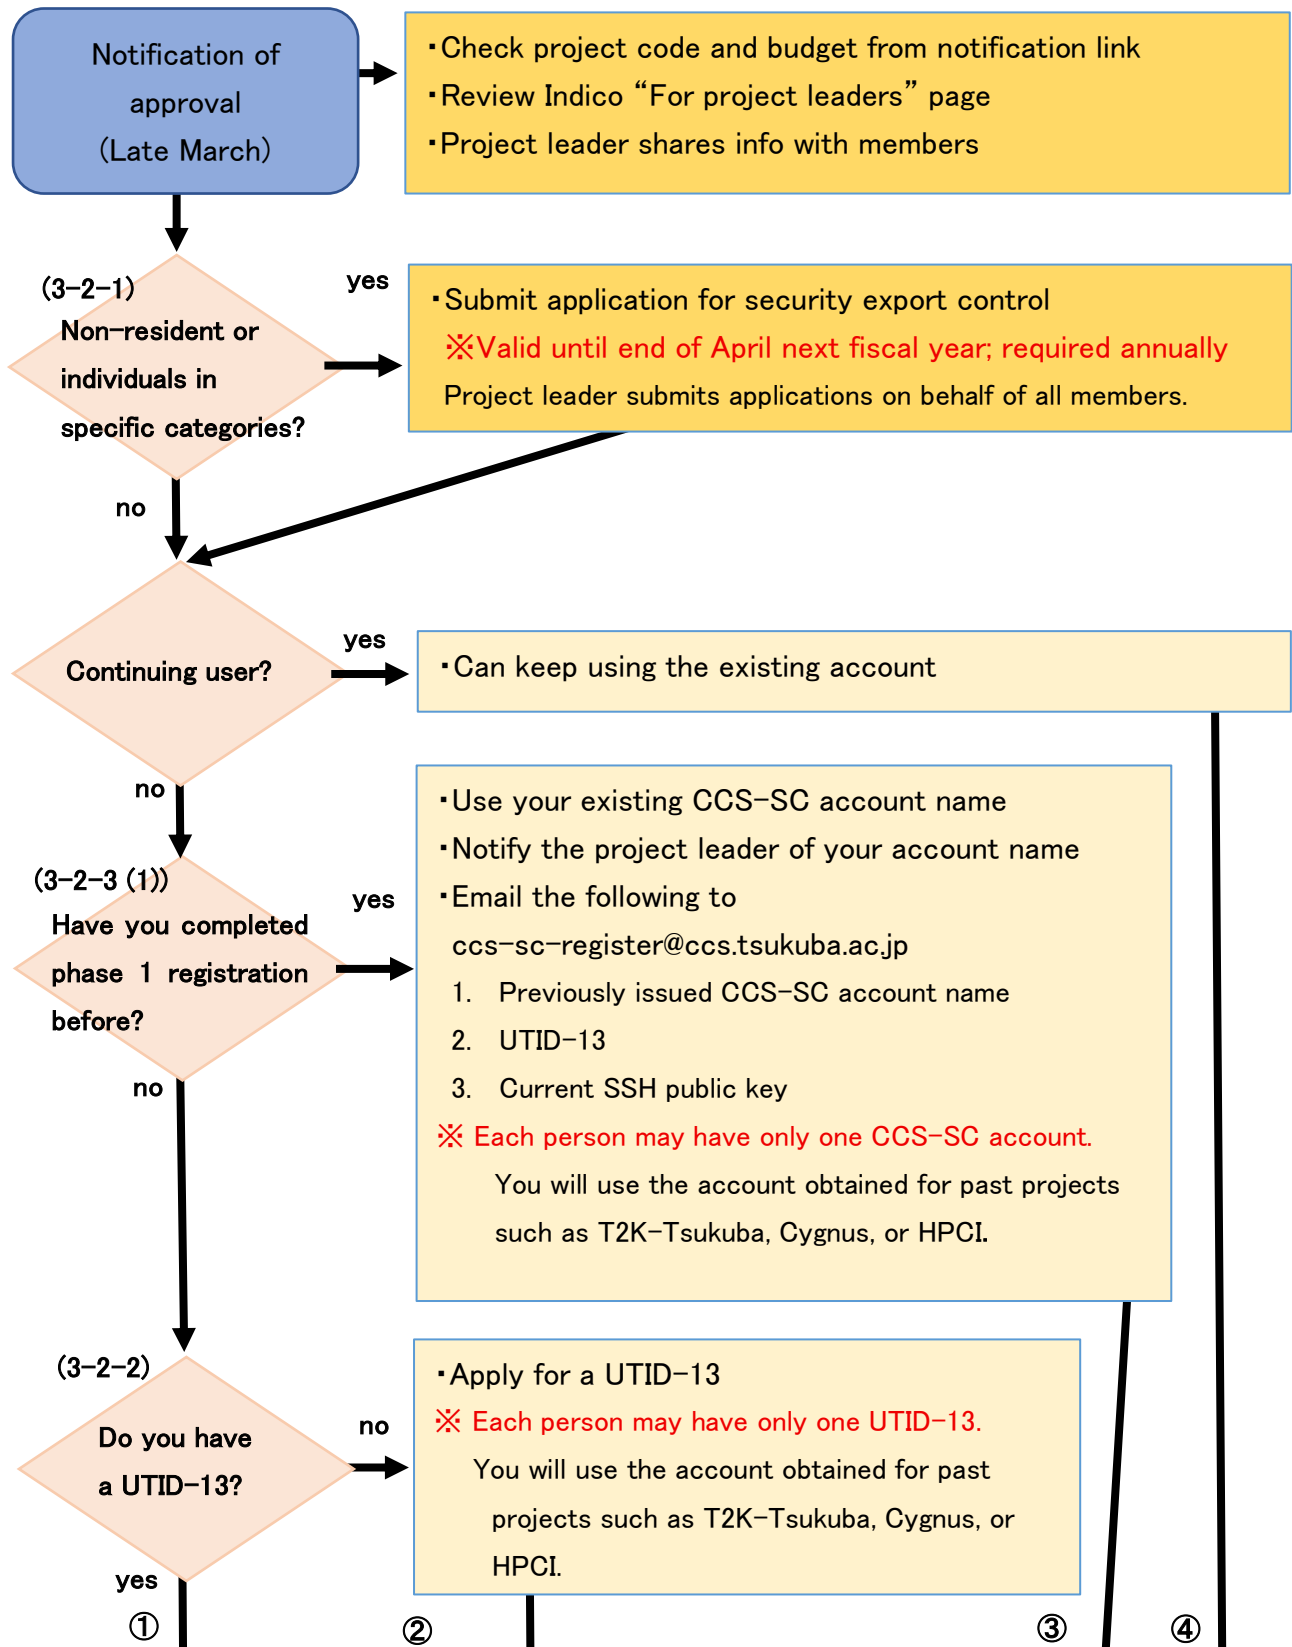 Notification of
approval
(Late March)
▪Check project code and budget from notification link
▪Review Indico “For project leaders” page
▪Project leader shares info with members
(3-2-1)
Non-resident or
individuals in
specific categories?
yes
▪Submit application for security export control
※Valid until end of April next fiscal year; required annually
Project leader submits applications on behalf of all members.
no
Continuing user?
yes
▪Can keep using the existing account
no
(3-2-3 (1))
Have you completed
phase 1 registration
before?
yes
▪Use your existing CCS-SC account name
▪Notify the project leader of your account name
▪Email the following to
ccs-sc-register@ccs.tsukuba.ac.jp
1. Previously issued CCS-SC account name
2. UTID-13
3. Current SSH public key
※ Each person may have only one CCS-SC account.
You will use the account obtained for past projects
such as T2K-Tsukuba, Cygnus, or HPCI.
no
(3-2-2)
Do you have
a UTID-13?
no
▪Apply for a UTID-13
※ Each person may have only one UTID-13.
You will use the account obtained for past
projects such as T2K-Tsukuba, Cygnus, or
HPCI.
yes
①
②
③
④